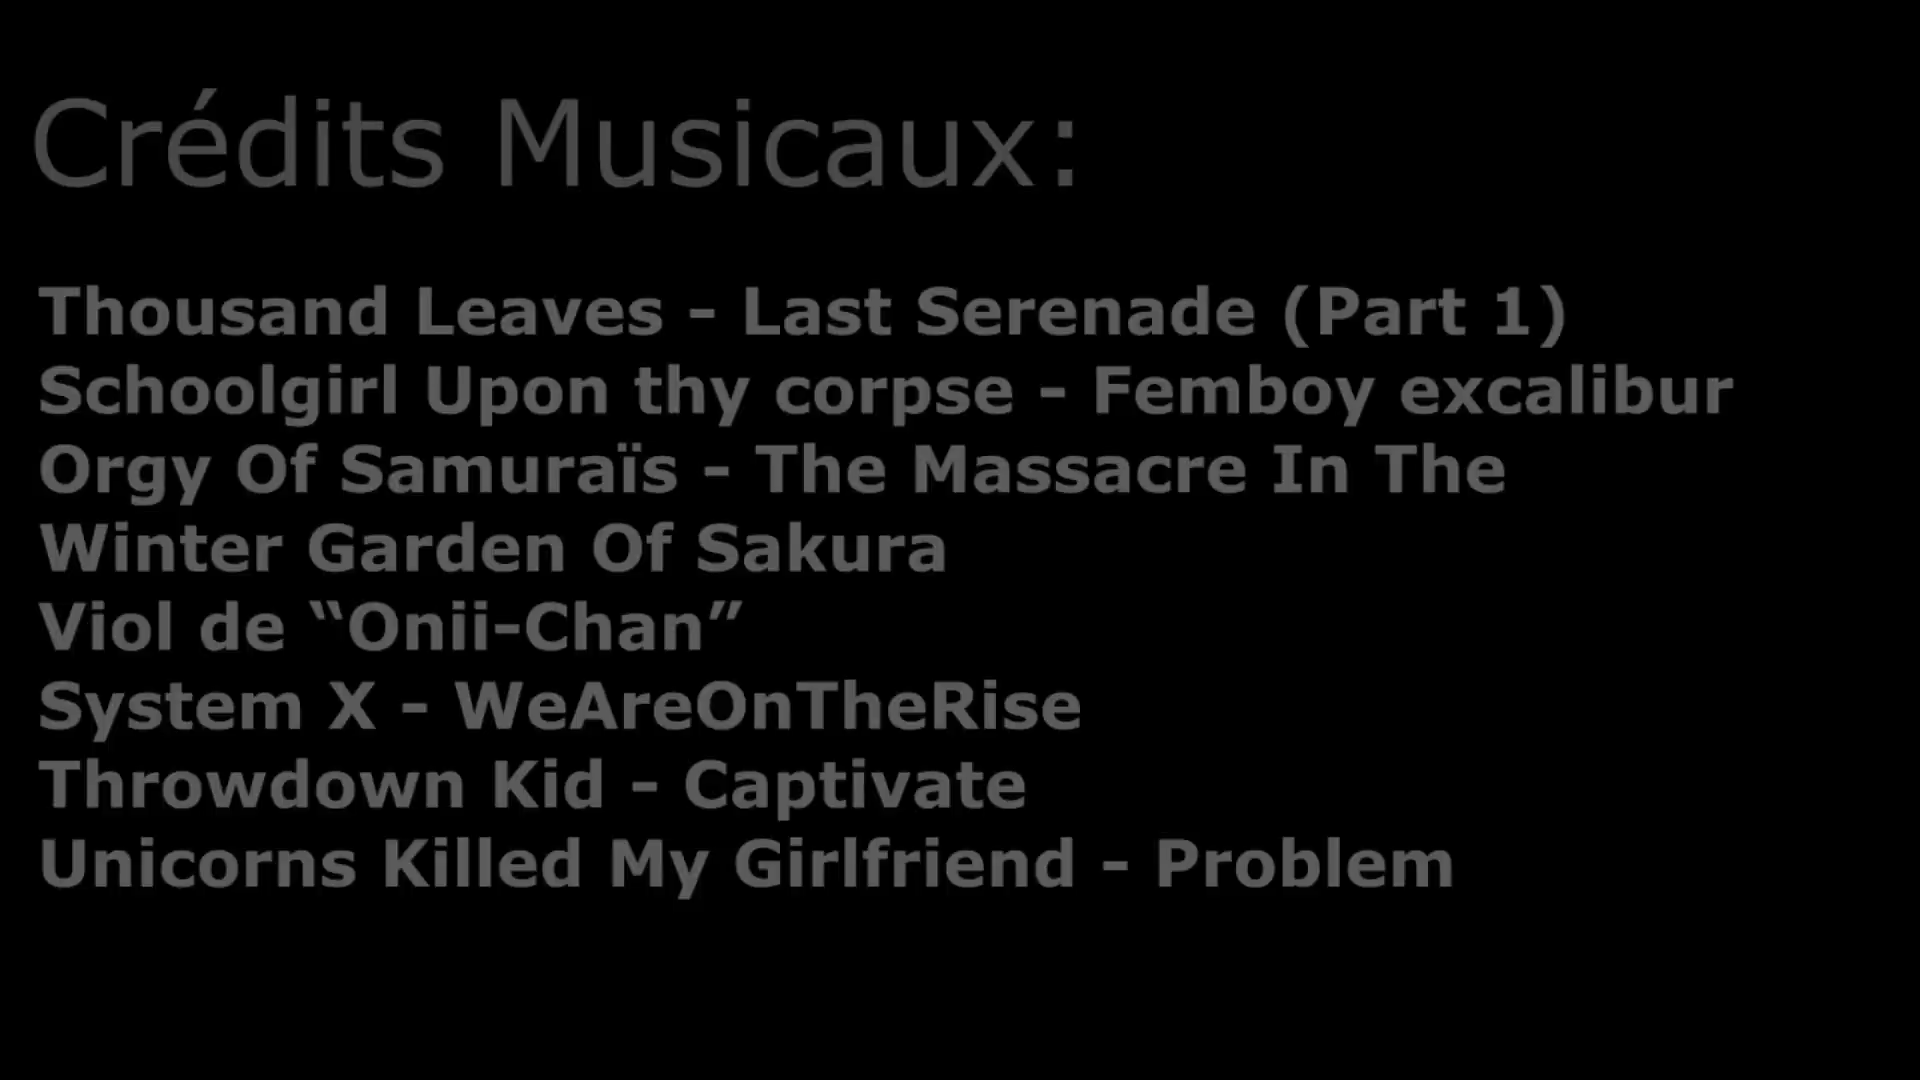 Crédits Musicaux:
Thousand Leaves - Last Serenade (Part 1)
Schoolgirl Upon thy corpse - Femboy excalibur
Orgy Of Samuraïs - The Massacre In The
Winter Garden Of Sakura
Viol de “Onii-Chan”
System X - WeAreOnTheRise
Throwdown Kid - Captivate
Unicorns Killed My Girlfriend - Problem